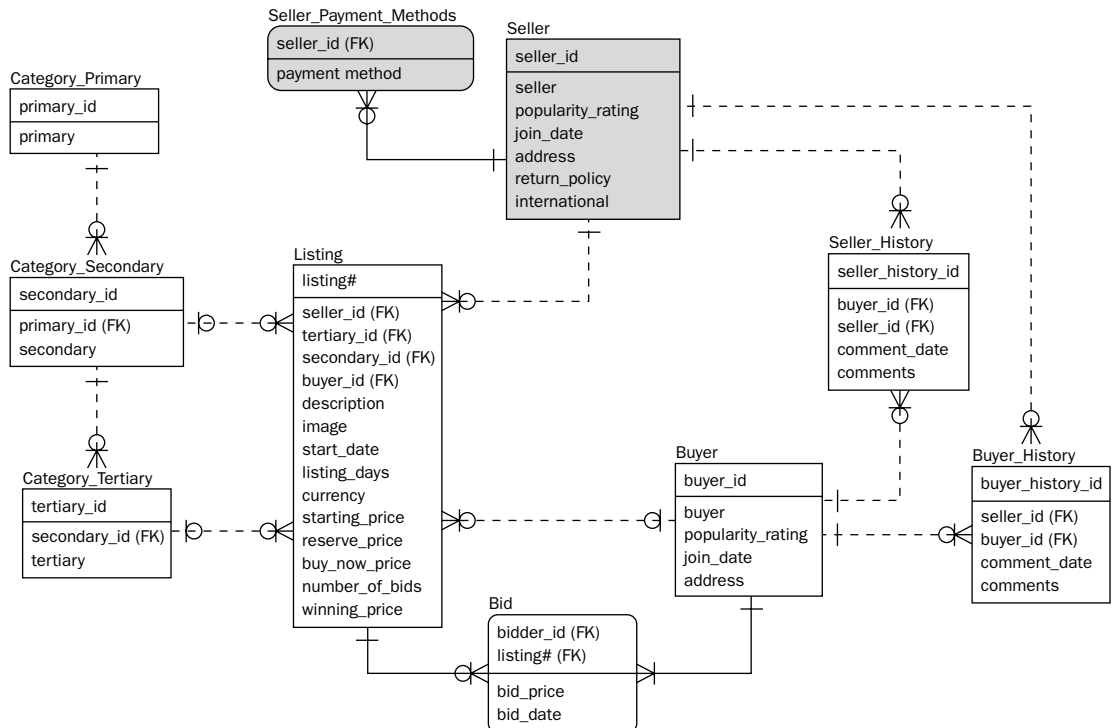 Seller_Payment_Methods
seller_id (FK)
payment method
Seller
seller_id
seller
popularity_rating
join_date
address
return_policy
international
Category_Primary
primary_id
primary
Category_Secondary
secondary_id
primary_id (FK)
secondary
Category_Tertiary
tertiary_id
secondary_id (FK)
tertiary
Listing
listing#
seller_id (FK)
tertiary_id (FK)
secondary_id (FK)
buyer_id (FK)
description
image
start_date
listing_days
currency
starting_price
reserve_price
buy_now_price
number_of_bids
winning_price
Seller_History
seller_history_id
buyer_id (FK)
seller_id (FK)
comment_date
comments
Buyer
buyer_id
buyer
popularity_rating
join_date
address
Buyer_History
buyer_history_id
seller_id (FK)
buyer_id (FK)
comment_date
comments
Bid
bidder_id (FK)
listing# (FK)
bid_price
bid_date